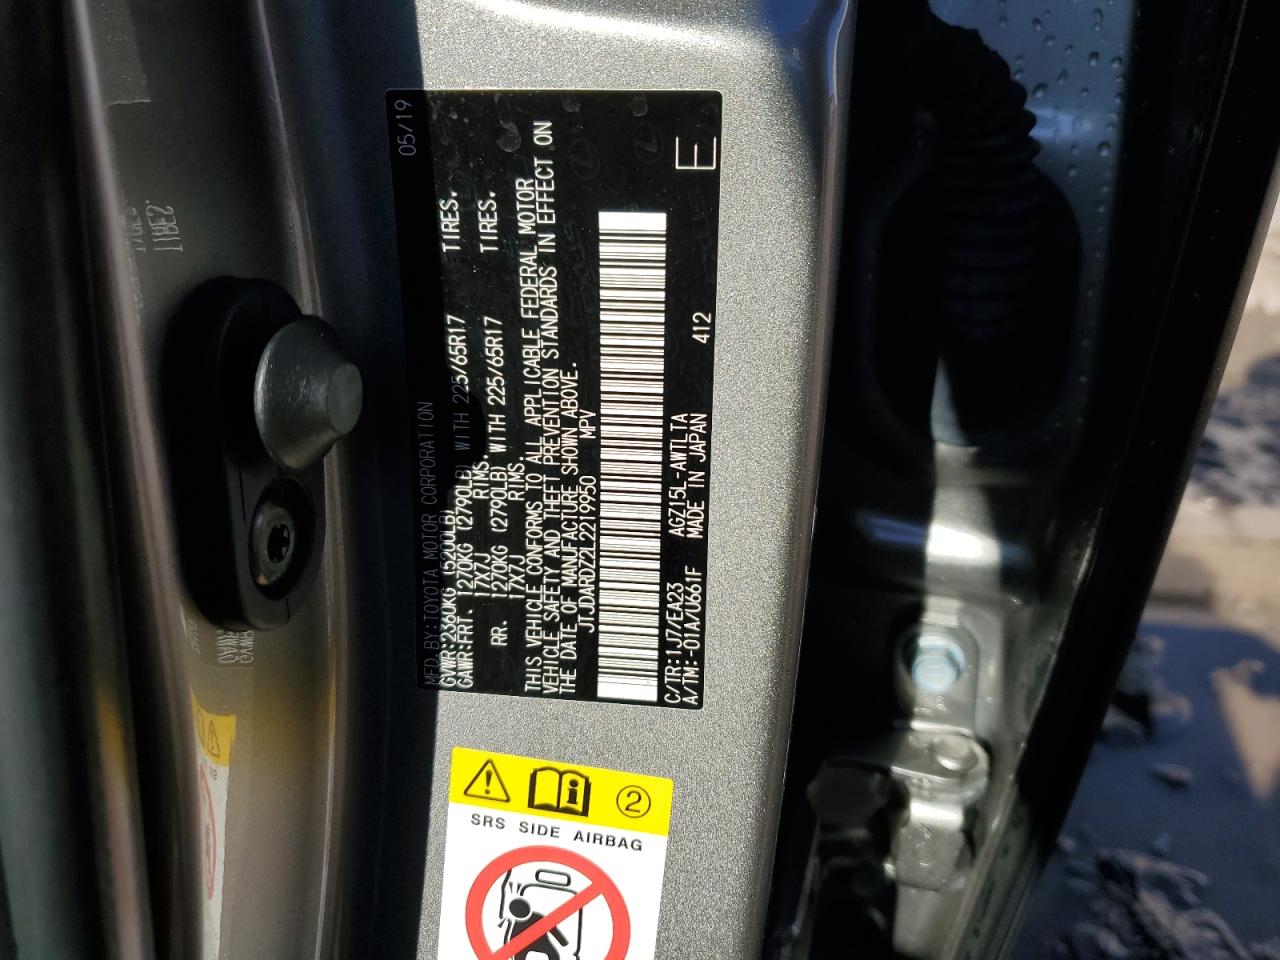 MFD.BY:TOYOTA MOTOR CORPORATION 05/19
GVWR:2360KG (5200LB)
GAWR:FRT. 1270KG (2790LB) WITH 225/65R17 TIRES.
17X7J RIMS.
RR. 1270KG (2790LB) WITH 225/65R17 TIRES.
17X7J RIMS
THIS VEHICLE CONFORMS TO ALL APPLICABLE FEDERAL MOTOR
VEHICLE SAFETY AND THEFT PREVENTION STANDARDS IN EFFECT ON
THE DATE OF MANUFACTURE SHOWN ABOVE.
JTJDARDZ2L2219950 MPV
C/TR:1J7/EA23 AGZ15L-AWTLTA 412
A/TM:-01A/U661F MADE IN JAPAN E
2
SRS SIDE AIRBAG